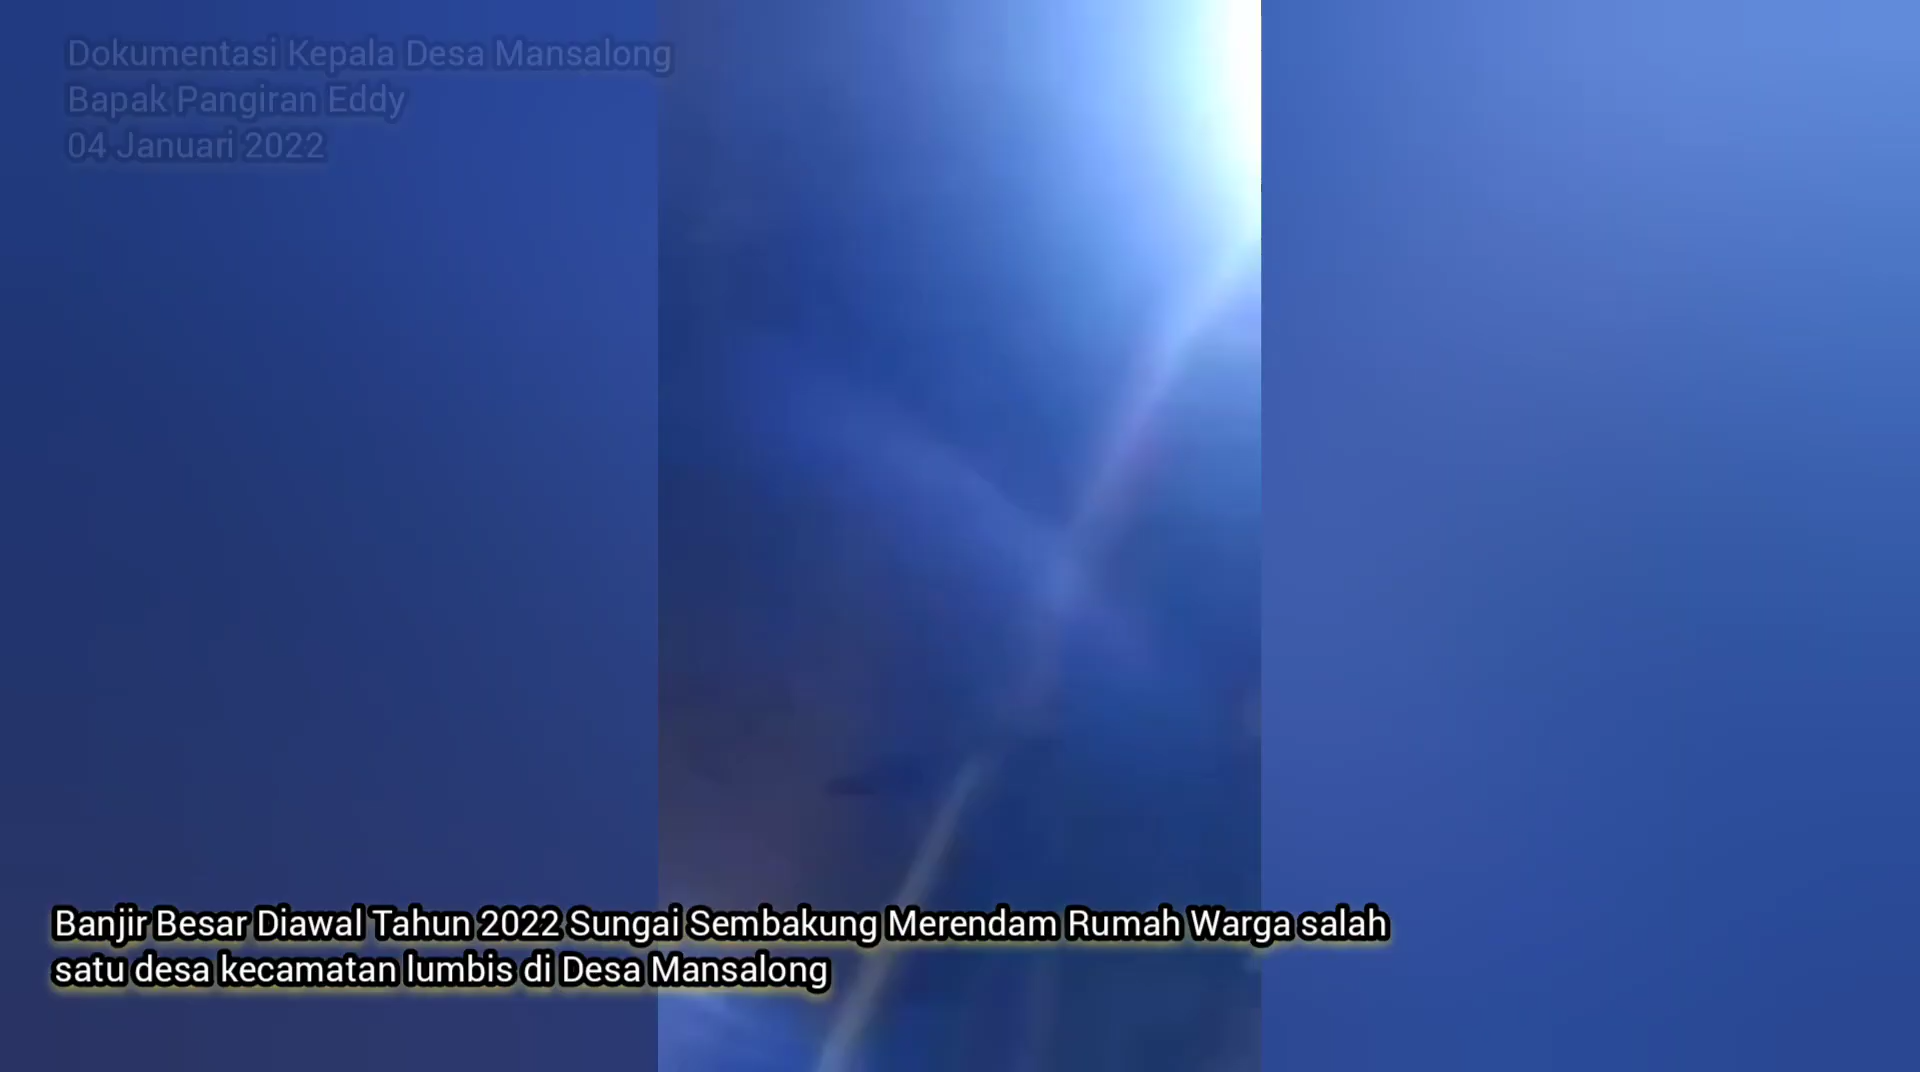 Dokumentasi Kepala Desa Mansalong
Bapak Pangiran Eddy
04 Januari 2022
Banjir Besar Diawal Tahun 2022 Sungai Sembakung Merendam Rumah Warga salah
satu desa kecamatan lumbis di Desa Mansalong